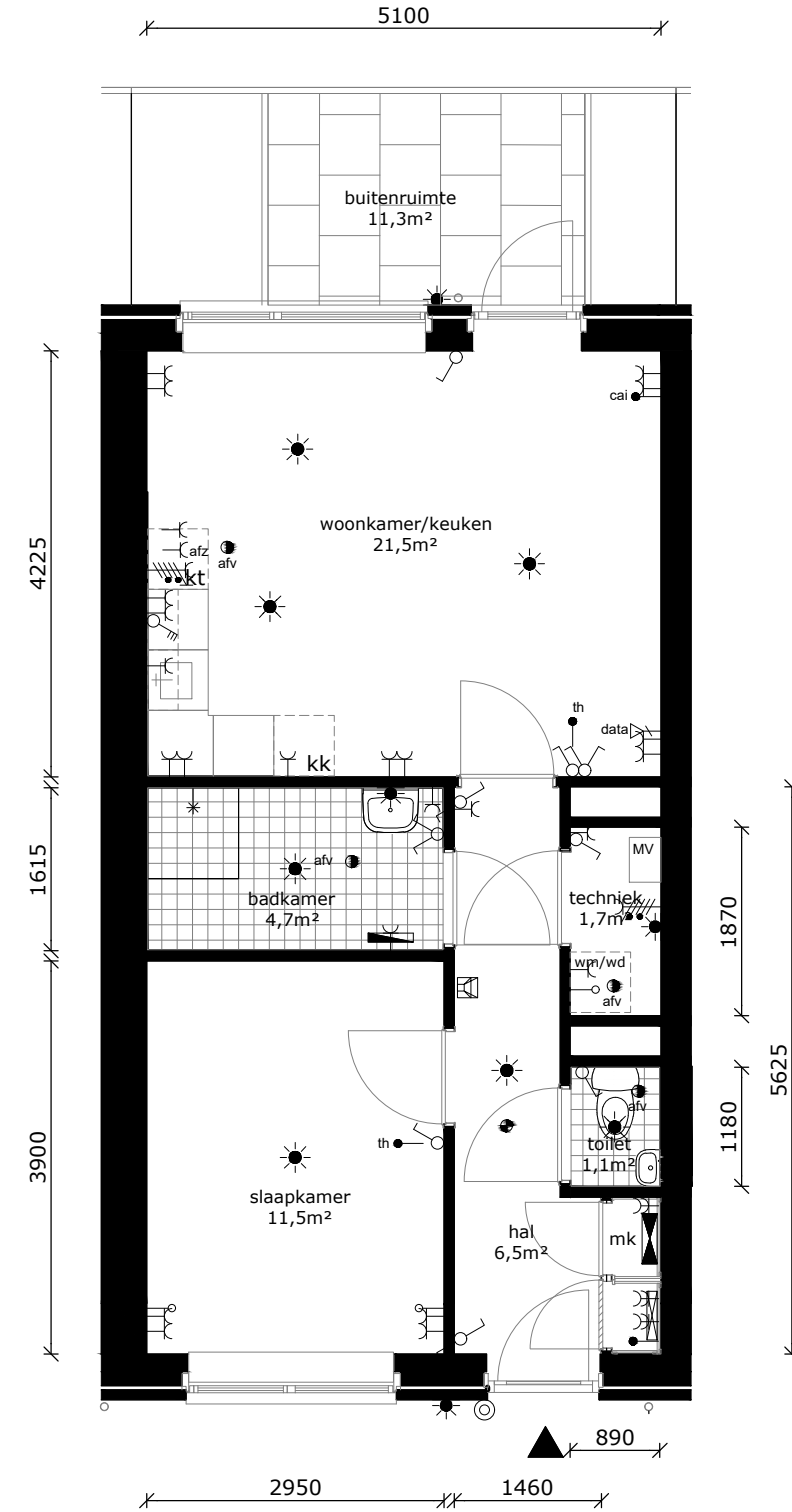 5100
buitenruimte
11,3m²
cai
4225
woonkamer/keuken
21,5m²
afz
afv
kt
th
data
kk
1615
MV
afv
badkamer
4,7m²
techniek
1,7m²
1870
wm/wd
afv
5625
3900
th
slaapkamer
11,5m²
afv
toilet
1,1m²
1180
hal
6,5m²
mk
890
2950
1460